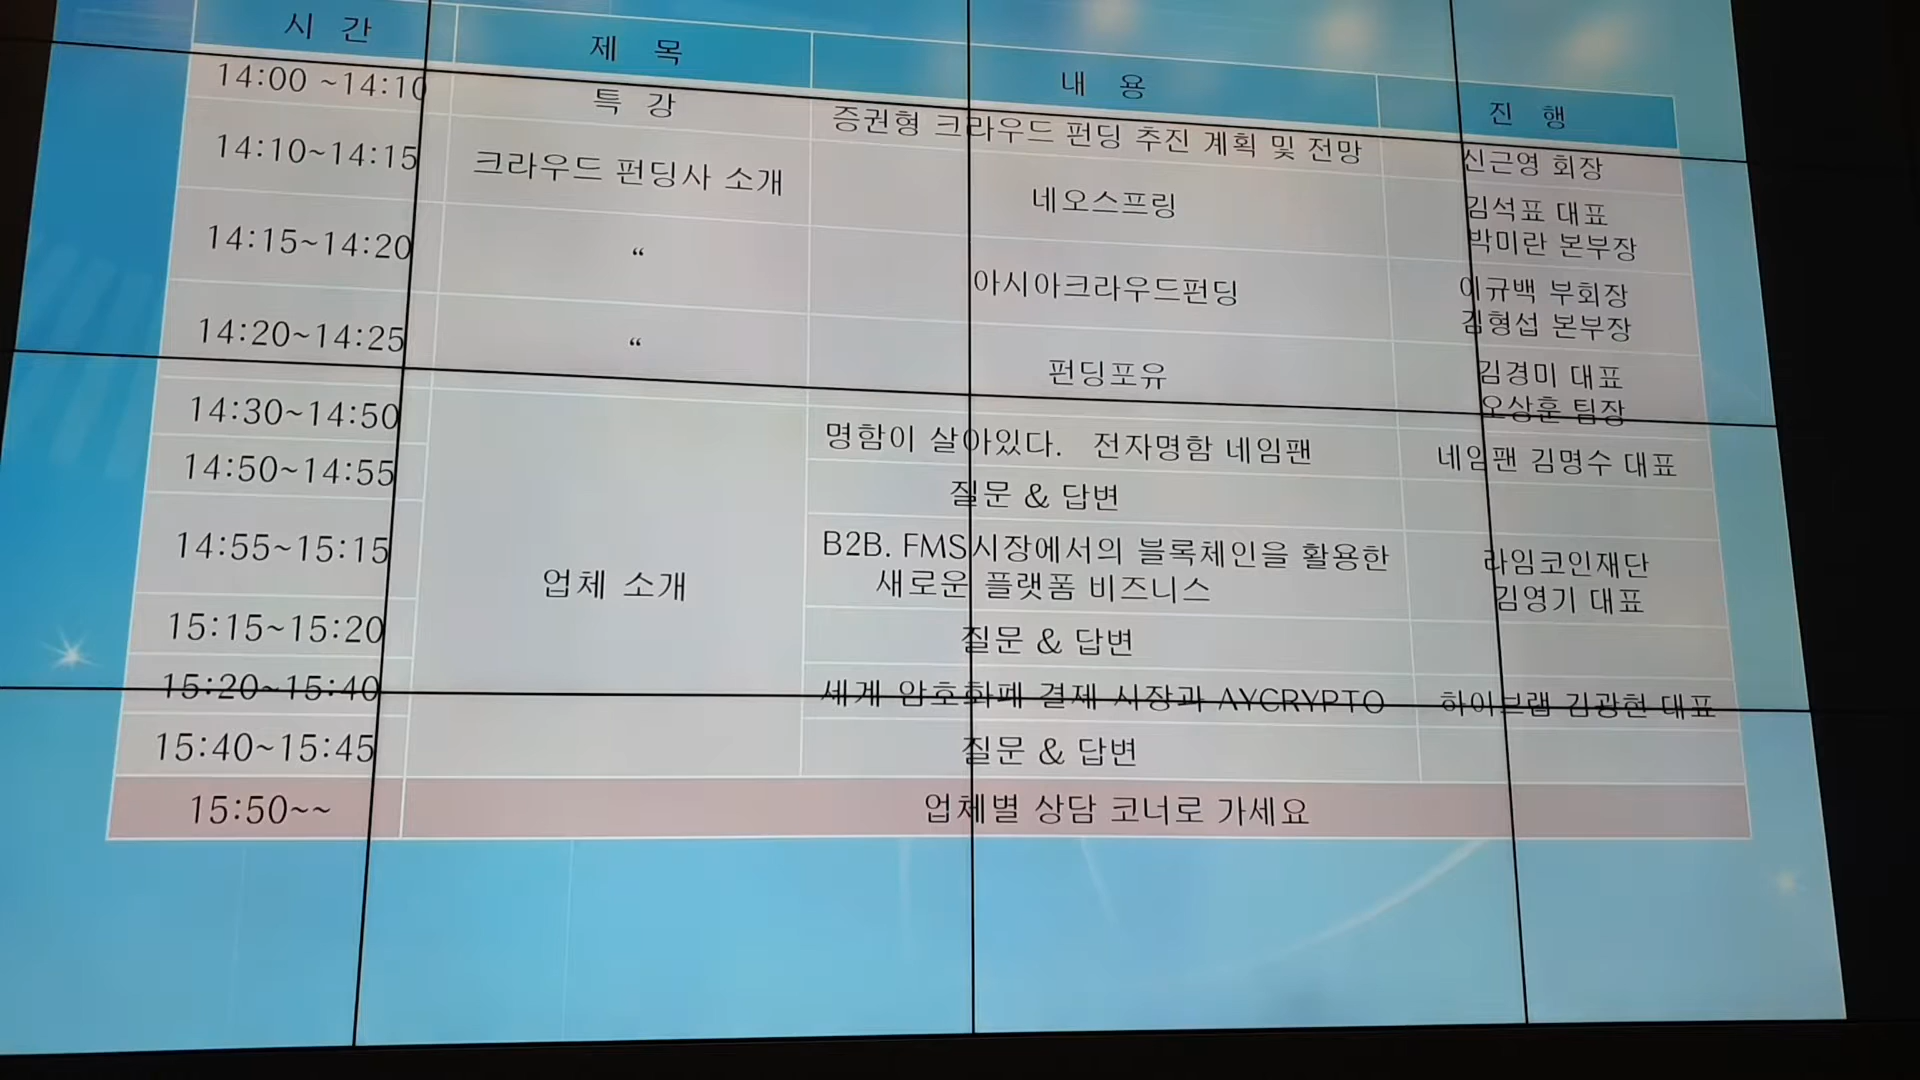 시 간 제 목 내 용 진 행
14:00 ~14:10 특 강 증권형 크라우드 펀딩 추진 계획 및 전망 신근영 회장
14:10~14:15 크라우드 펀딩사 소개 네오스프링 김석표 대표
박미란 본부장
14:15~14:20 “ 아시아크라우드펀딩 이규백 부회장
김형섭 본부장
14:20~14:25 “ 펀딩포유 김경미 대표
오상훈 팀장
14:30~14:50 명함이 살아있다. 전자명함 네임팬 네임팬 김명수 대표
14:50~14:55 질문 & 답변
14:55~15:15 B2B. FMS시장에서의 블록체인을 활용한 라임코인재단
업체 소개 새로운 플랫폼 비즈니스 김영기 대표
15:15~15:20 질문 & 답변
15:20~15:40 세계 암호화페 결제 시장과 AYCRYPTO 하이브랩 김광현 대표
15:40~15:45 질문 & 답변
15:50~~ 업체별 상담 코너로 가세요